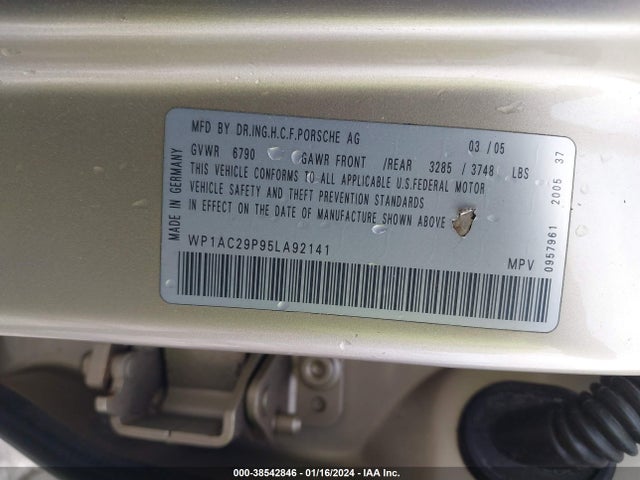 MFD BY DR.ING.H.C.F.PORSCHE AG 03 /05
GVWR 6790 GAWR FRONT /REAR 3285 / 3748 LBS
THIS VEHICLE CONFORMS TO ALL APPLICABLE U.S.FEDERAL MOTOR
VEHICLE SAFETY AND THEFT PREVENTION STANDARDS
IN EFFECT ON THE DATE OF MANUFACTURE SHOWN ABOVE
WP1AC29P95LA92141
MPV
MADE IN GERMANY
0957961 2005 37
000-38542846 - 01/16/2024 - IAA Inc.